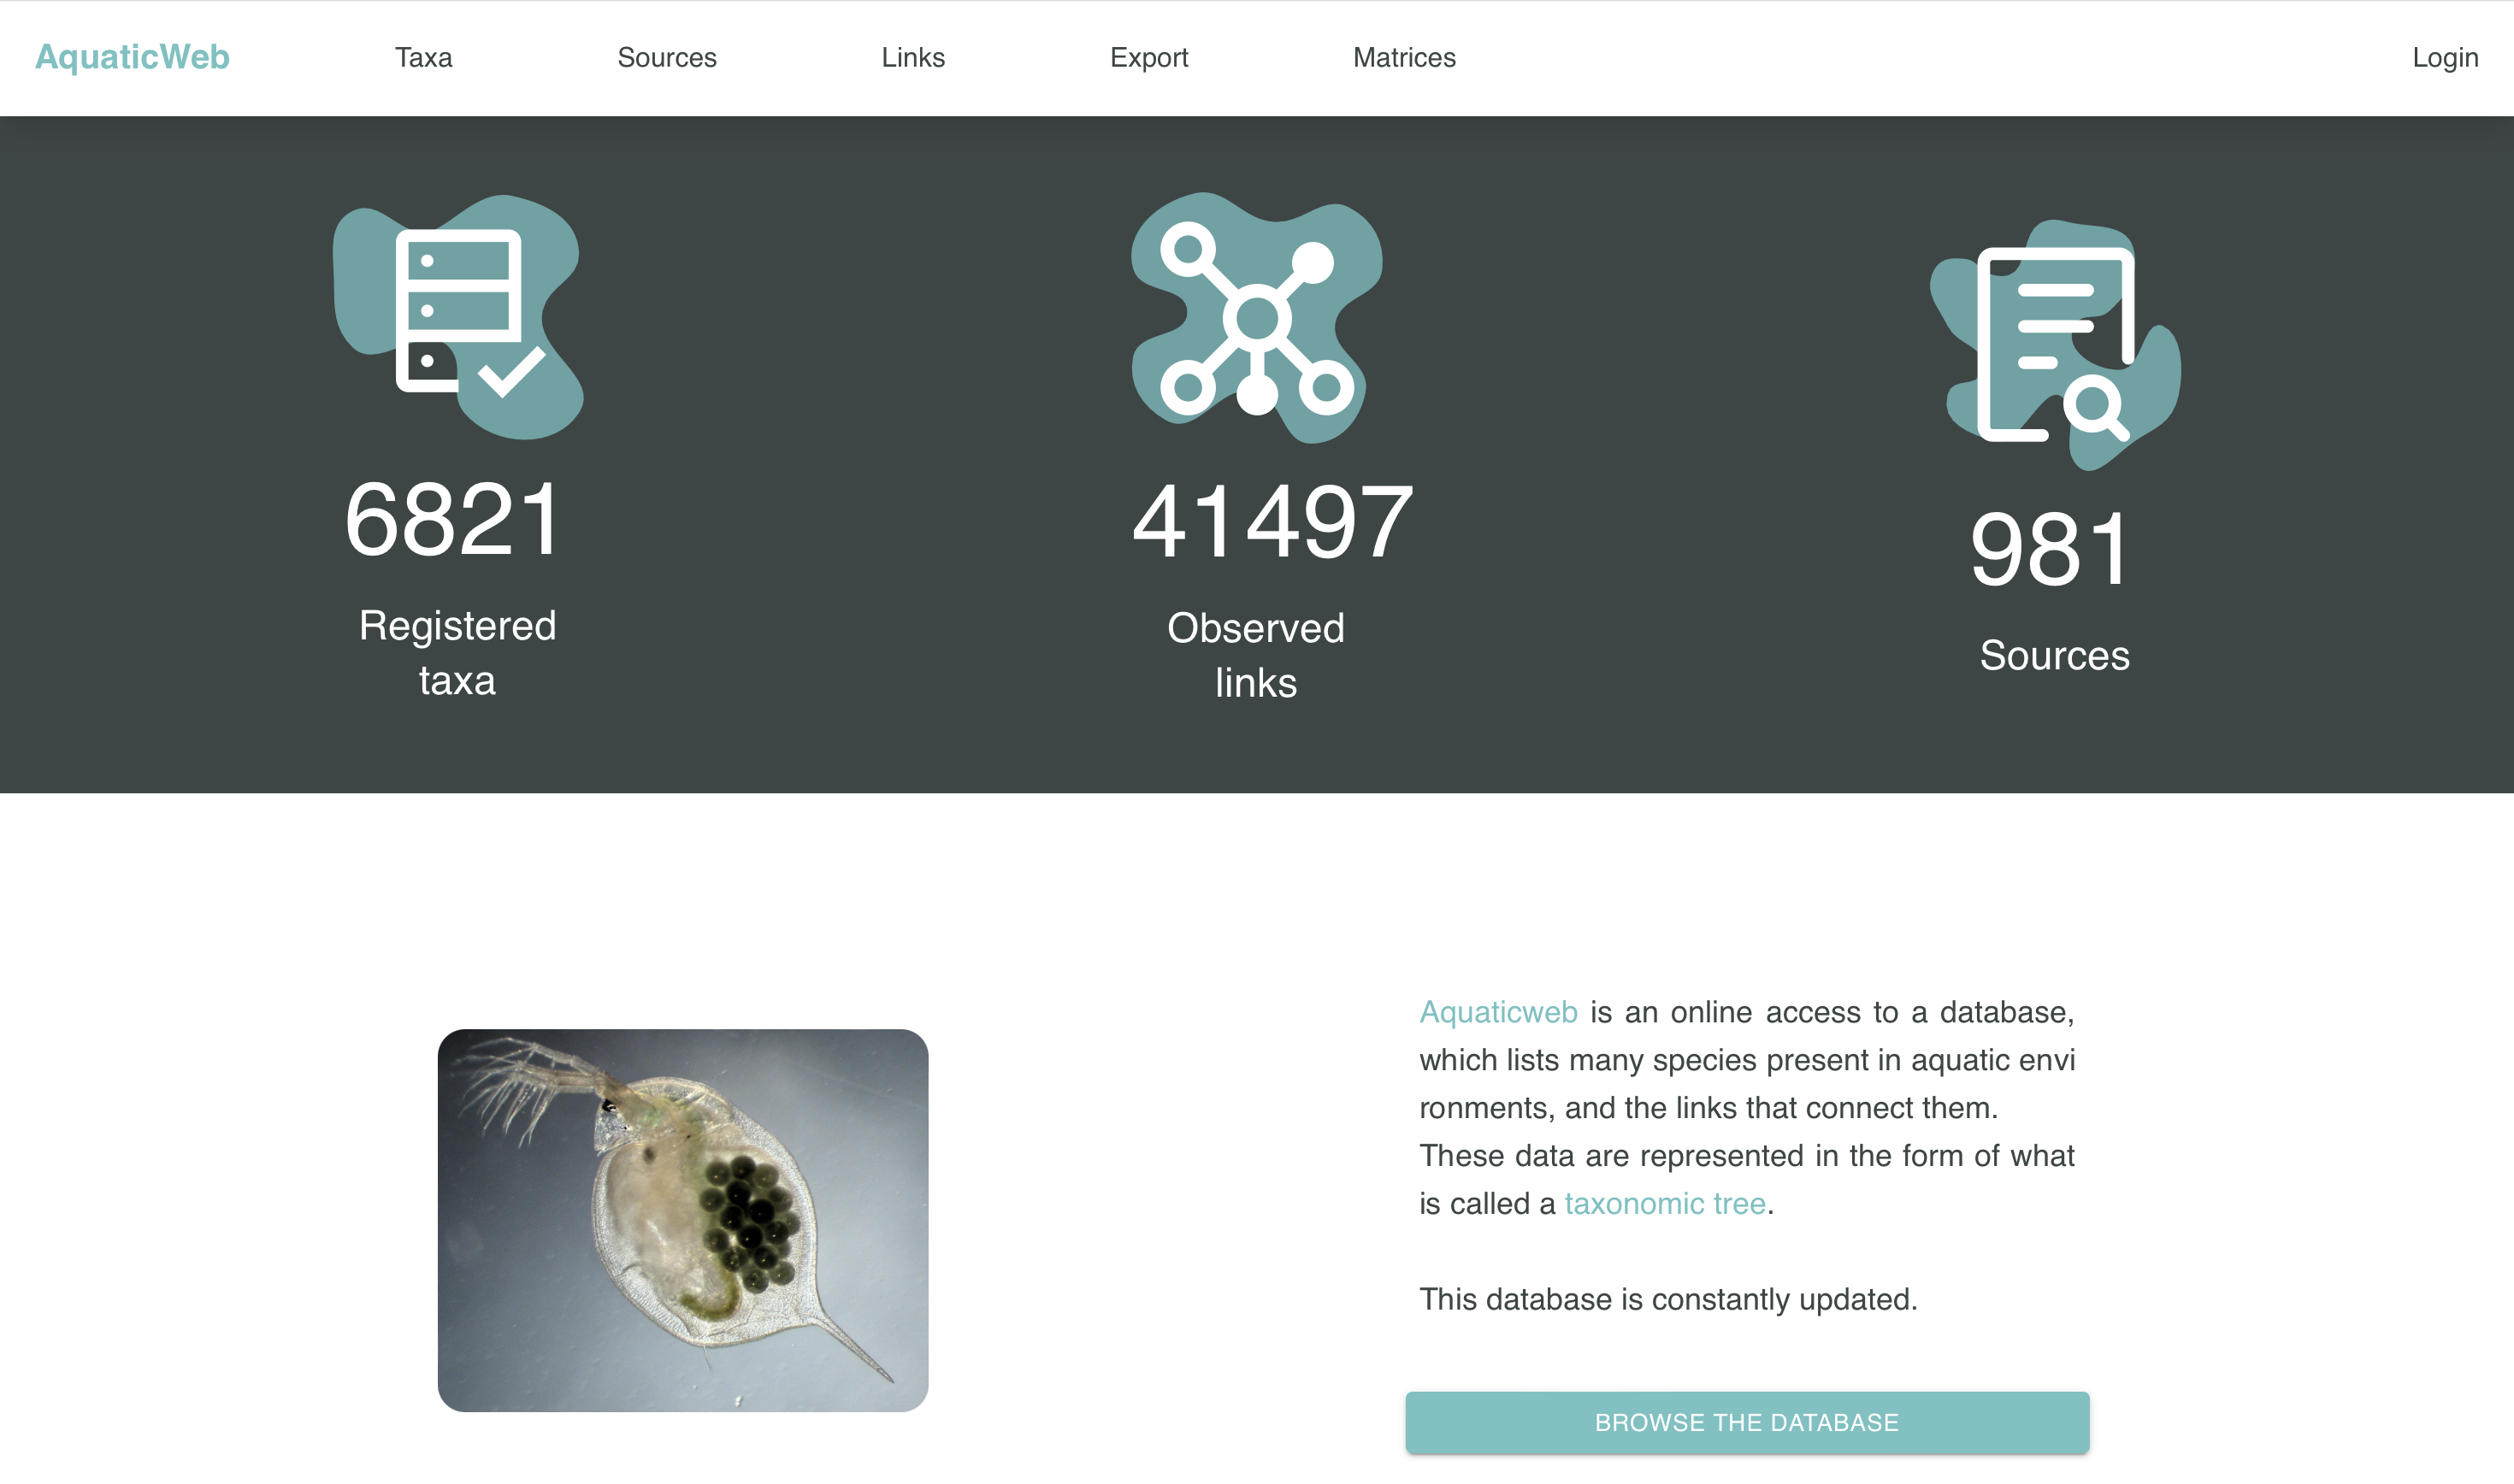 AquaticWeb Taxa Sources Links Export Matrices Login
6821
Registered
taxa
41497
Observed
links
981
Sources
Aquaticweb is an online access to a database,
which lists many species present in aquatic envi
ronments, and the links that connect them.
These data are represented in the form of what
is called a taxonomic tree.
This database is constantly updated.
BROWSE THE DATABASE